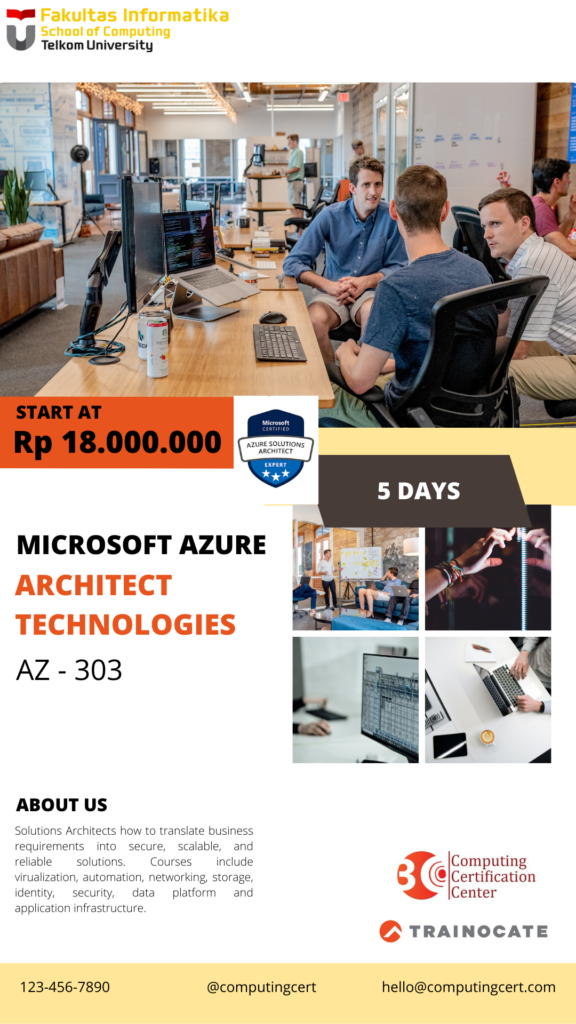 Fakultas Informatika
School of Computing
Telkom University
START AT
Rp 18.000.000
Microsoft
CERTIFIED
AZURE SOLUTIONS
ARCHITECT
EXPERT
5 DAYS
MICROSOFT AZURE
ARCHITECT
TECHNOLOGIES
AZ - 303
ABOUT US
Solutions Architects how to translate business
requirements into secure, scalable, and
reliable solutions. Courses include
virualization, automation, networking, storage,
identity, security, data platform and
application infrastructure.
3C Computing
Certification
Center
TRAINOCATE
123-456-7890
@computingcert
hello@computingcert.com